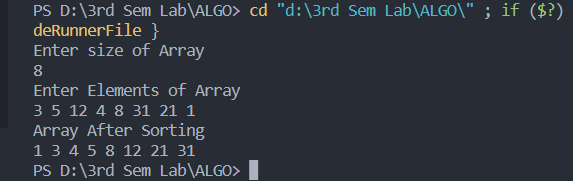 PS D:\3rd Sem Lab\ALGO> cd "d:\3rd Sem Lab\ALGO\" ; if ($?)
deRunnerFile }
Enter size of Array
8
Enter Elements of Array
3 5 12 4 8 31 21 1
Array After Sorting
1 3 4 5 8 12 21 31
PS D:\3rd Sem Lab\ALGO>